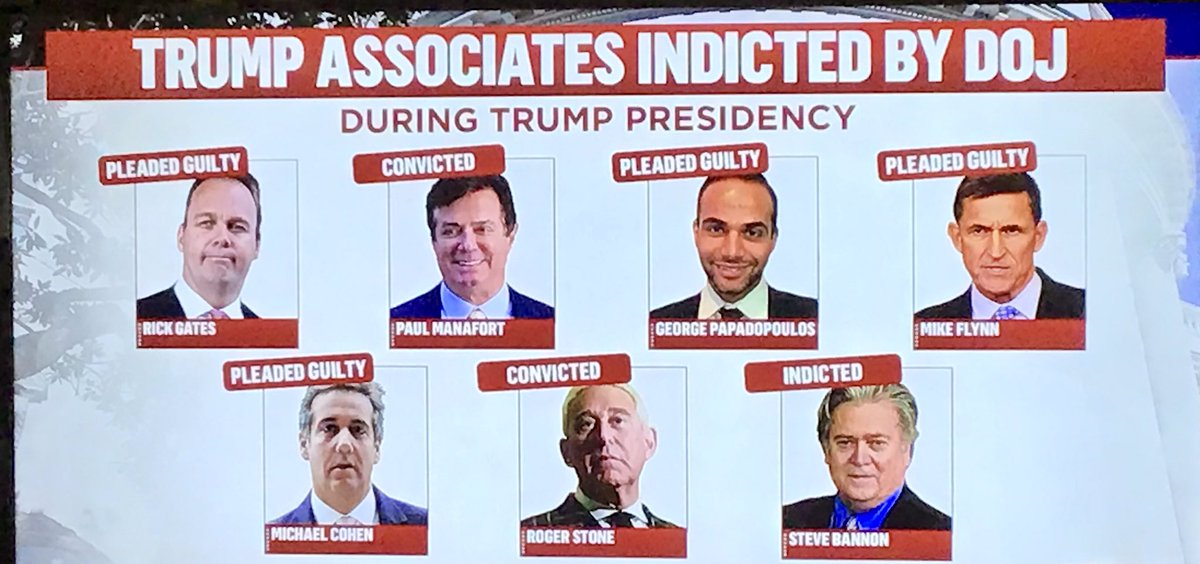 TRUMP ASSOCIATES INDICTED BY DOJ
DURING TRUMP PRESIDENCY
PLEADED GUILTY
RICK GATES
CONVICTED
PAUL MANAFORT
PLEADED GUILTY
GEORGE PAPADOPOULOS
PLEADED GUILTY
MIKE FLYNN
PLEADED GUILTY
MICHAEL COHEN
CONVICTED
ROGER STONE
INDICTED
STEVE BANNON